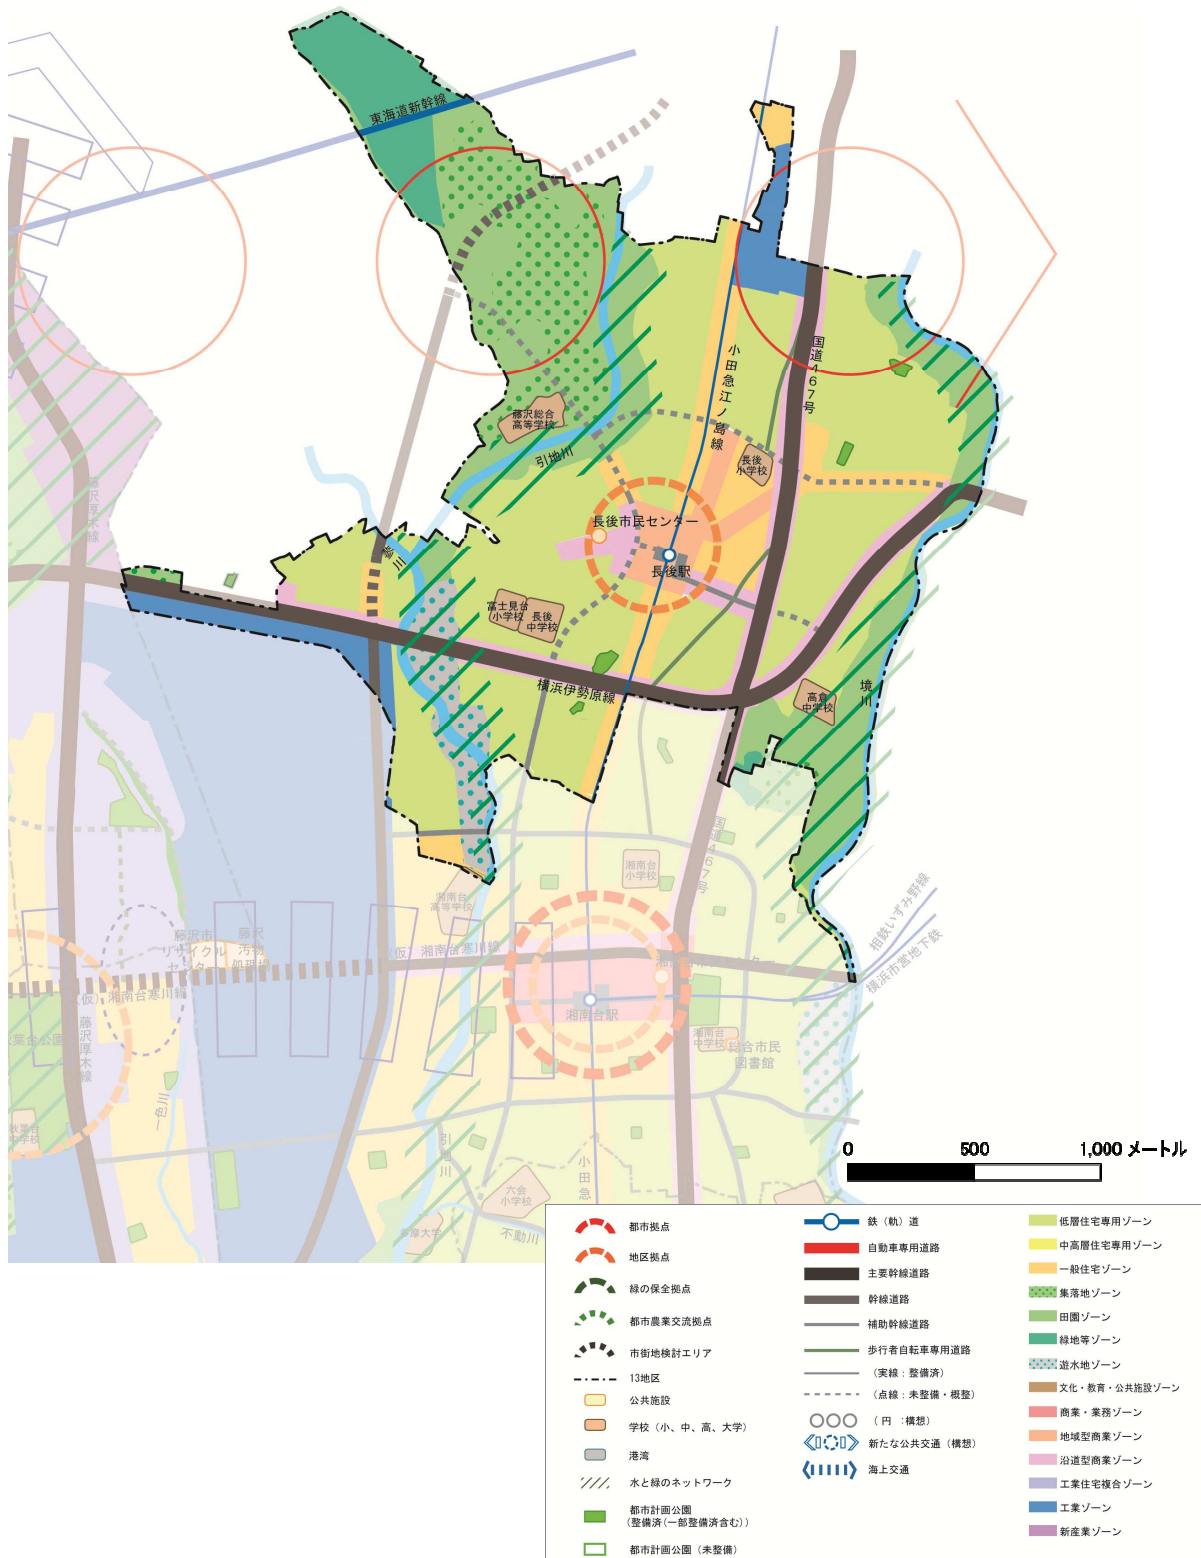 東海道新幹線
小田急江ノ島線
国道467号
藤沢総合
高等学校
引地川
長後
小学校
長後市民センター
長後駅
蓼川
富士見台
小学校
長後
中学校
横浜伊勢原線
高倉
中学校
境川
藤沢厚木線
国道467号
湘南台
小学校
湘南台
高等学校
藤沢市
リサイクル
センター
藤沢
汚物
処理場
(仮) 湘南台寒川線
(仮) 湘南台寒川線
相鉄いずみ野線
横浜市営地下鉄
湘南台駅
湘南台
中学校
総合市民
図書館
葉台公園
藤沢厚木線
秋葉台
中学校
一色川
引地川
小田急
六会
小学校
多摩大学
不動川
0 500 1,000 メートル
都市拠点
地区拠点
緑の保全拠点
都市農業交流拠点
市街地検討エリア
13地区
公共施設
学校（小、中、高、大学）
港湾
水と緑のネットワーク
都市計画公園
(整備済(一部整備済含む))
都市計画公園（未整備）
鉄（軌）道
自動車専用道路
主要幹線道路
幹線道路
補助幹線道路
歩行者自転車専用道路
（実線：整備済）
（点線：未整備・概整）
（ 円 ：構想）
新たな公共交通（構想）
海上交通
低層住宅専用ゾーン
中高層住宅専用ゾーン
一般住宅ゾーン
集落地ゾーン
田園ゾーン
緑地等ゾーン
遊水地ゾーン
文化・教育・公共施設ゾーン
商業・業務ゾーン
地域型商業ゾーン
沿道型商業ゾーン
工業住宅複合ゾーン
工業ゾーン
新産業ゾーン